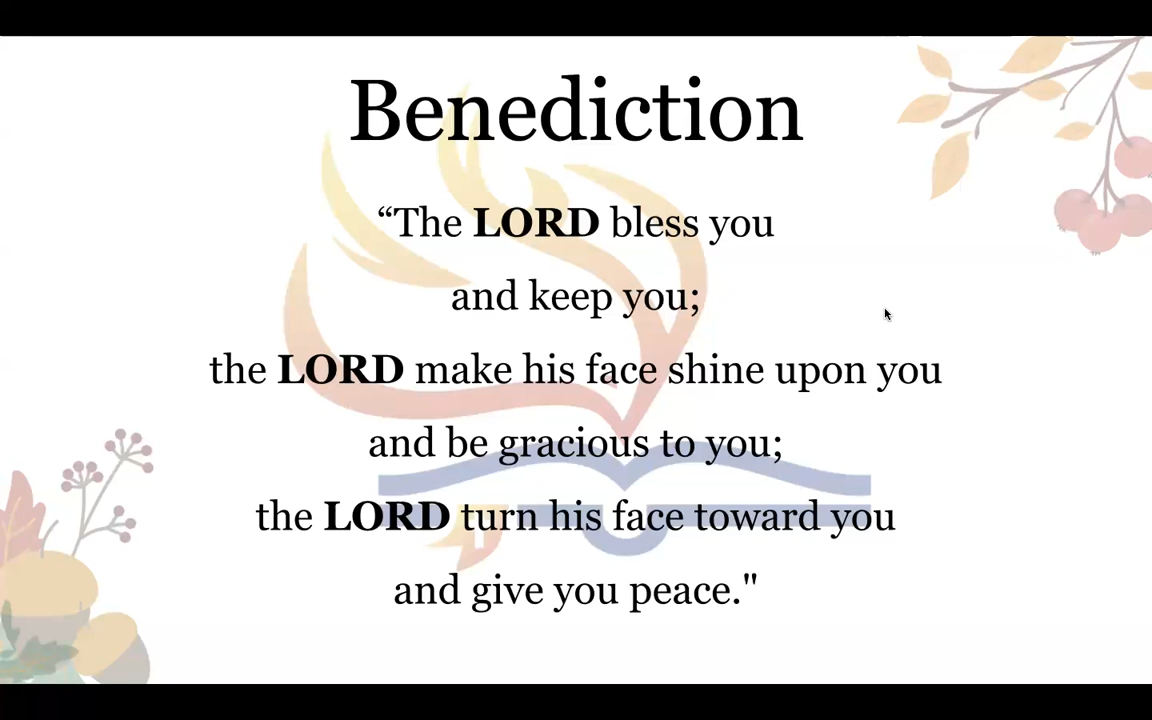 Benediction
“The LORD bless you
and keep you;
the LORD make his face shine upon you
and be gracious to you;
the LORD turn his face toward you
and give you peace."